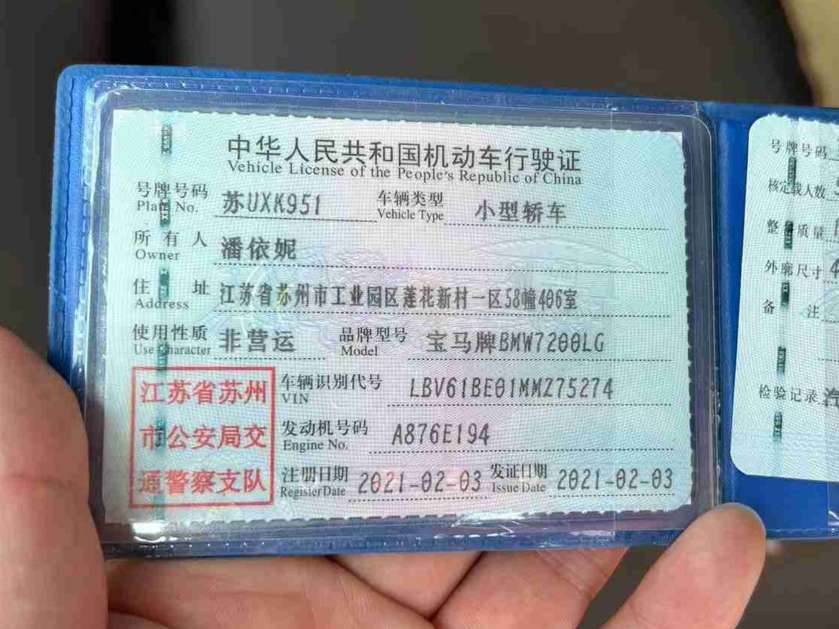 中华人民共和国机动车行驶证
Vehicle License of the People's Republic of China
号牌号码 苏UXK951 车辆类型 小型轿车
Plate No. Vehicle Type
所有人 潘依妮
Owner
住址 江苏省苏州市工业园区莲花新村一区58幢406室
Address
使用性质 非营运 品牌型号 宝马牌BMW7200LG
Use Character Model
江苏省苏州
市公安局交
通警察支队
车辆识别代号 LBV61BE01MMZ75274
VIN
发动机号码 A876E194
Engine No.
注册日期 2021-02-03 发证日期 2021-02-03
Register Date Issue Date
号牌号码
核定载人数
整 质量
外廓尺寸 4
备 注
检验记录